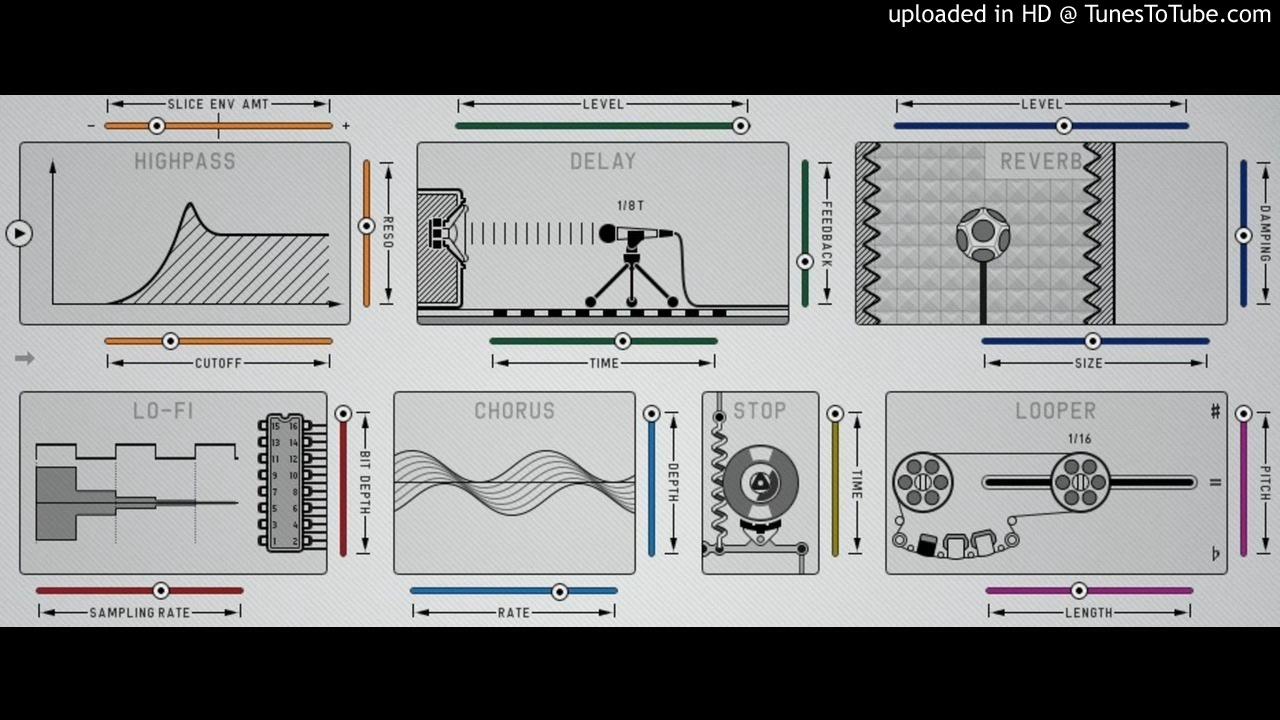 uploaded in HD @ TunesToTube.com
SLICE ENV AMT
LEVEL
LEVEL
- +
HIGHPASS
DELAY
REVERB
1/8T
RESO
FEEDBACK
DAMPING
CUTOFF
TIME
SIZE
LO-FI
CHORUS
STOP
LOOPER
♯
1/16
15 16
13 14
11 12
9 10
7 8
5 6
3 4
1 2
BIT DEPTH
DEPTH
TIME
=
PITCH
♭
SAMPLING RATE
RATE
LENGTH